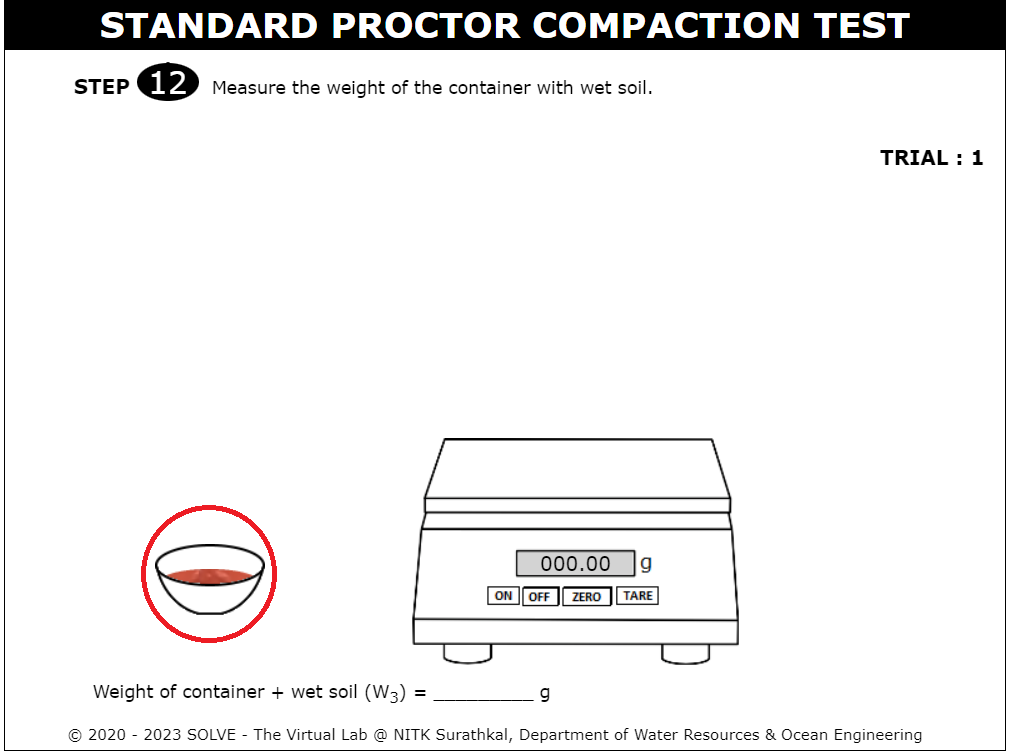 STANDARD PROCTOR COMPACTION TEST
STEP 12 Measure the weight of the container with wet soil.
TRIAL : 1
000.00 g
ON OFF ZERO TARE
Weight of container + wet soil (W3) = _________ g
© 2020 - 2023 SOLVE - The Virtual Lab @ NITK Surathkal, Department of Water Resources & Ocean Engineering